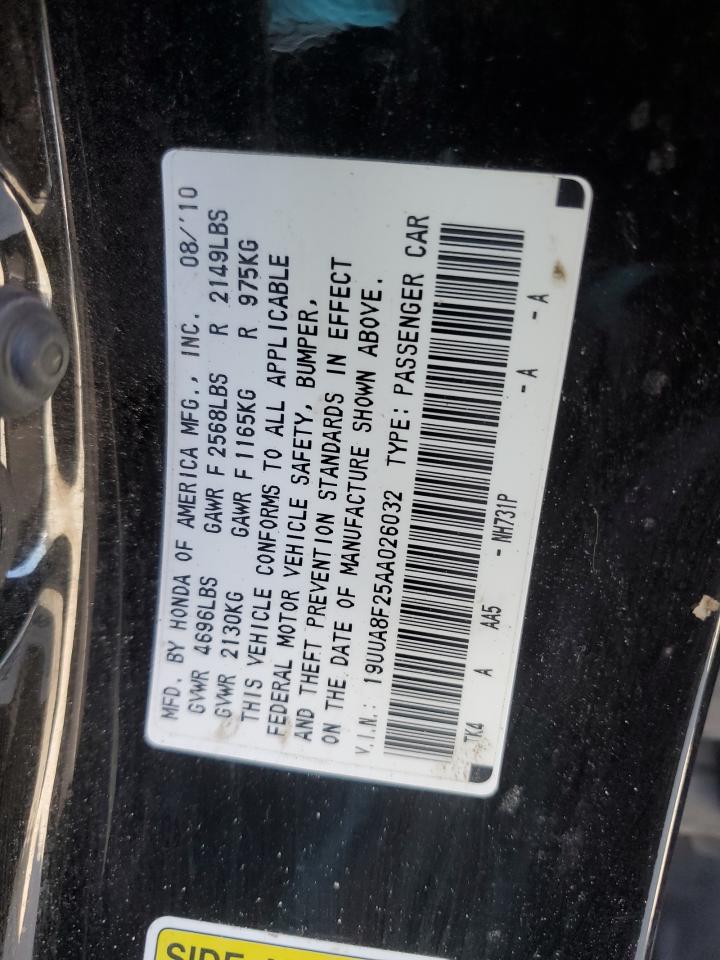 MFD. BY HONDA OF AMERICA MFG., INC. 08/'10
GVWR 4696LBS GAWR F 2568LBS R 2149LBS
GVWR 2130KG GAWR F 1165KG R 975KG
THIS VEHICLE CONFORMS TO ALL APPLICABLE
FEDERAL MOTOR VEHICLE SAFETY, BUMPER,
AND THEFT PREVENTION STANDARDS IN EFFECT
ON THE DATE OF MANUFACTURE SHOWN ABOVE.
V.I.N.: 19UUA8F25AA026032 TYPE: PASSENGER CAR
TK4 A AA5 - NH731P - A - A
SIDE